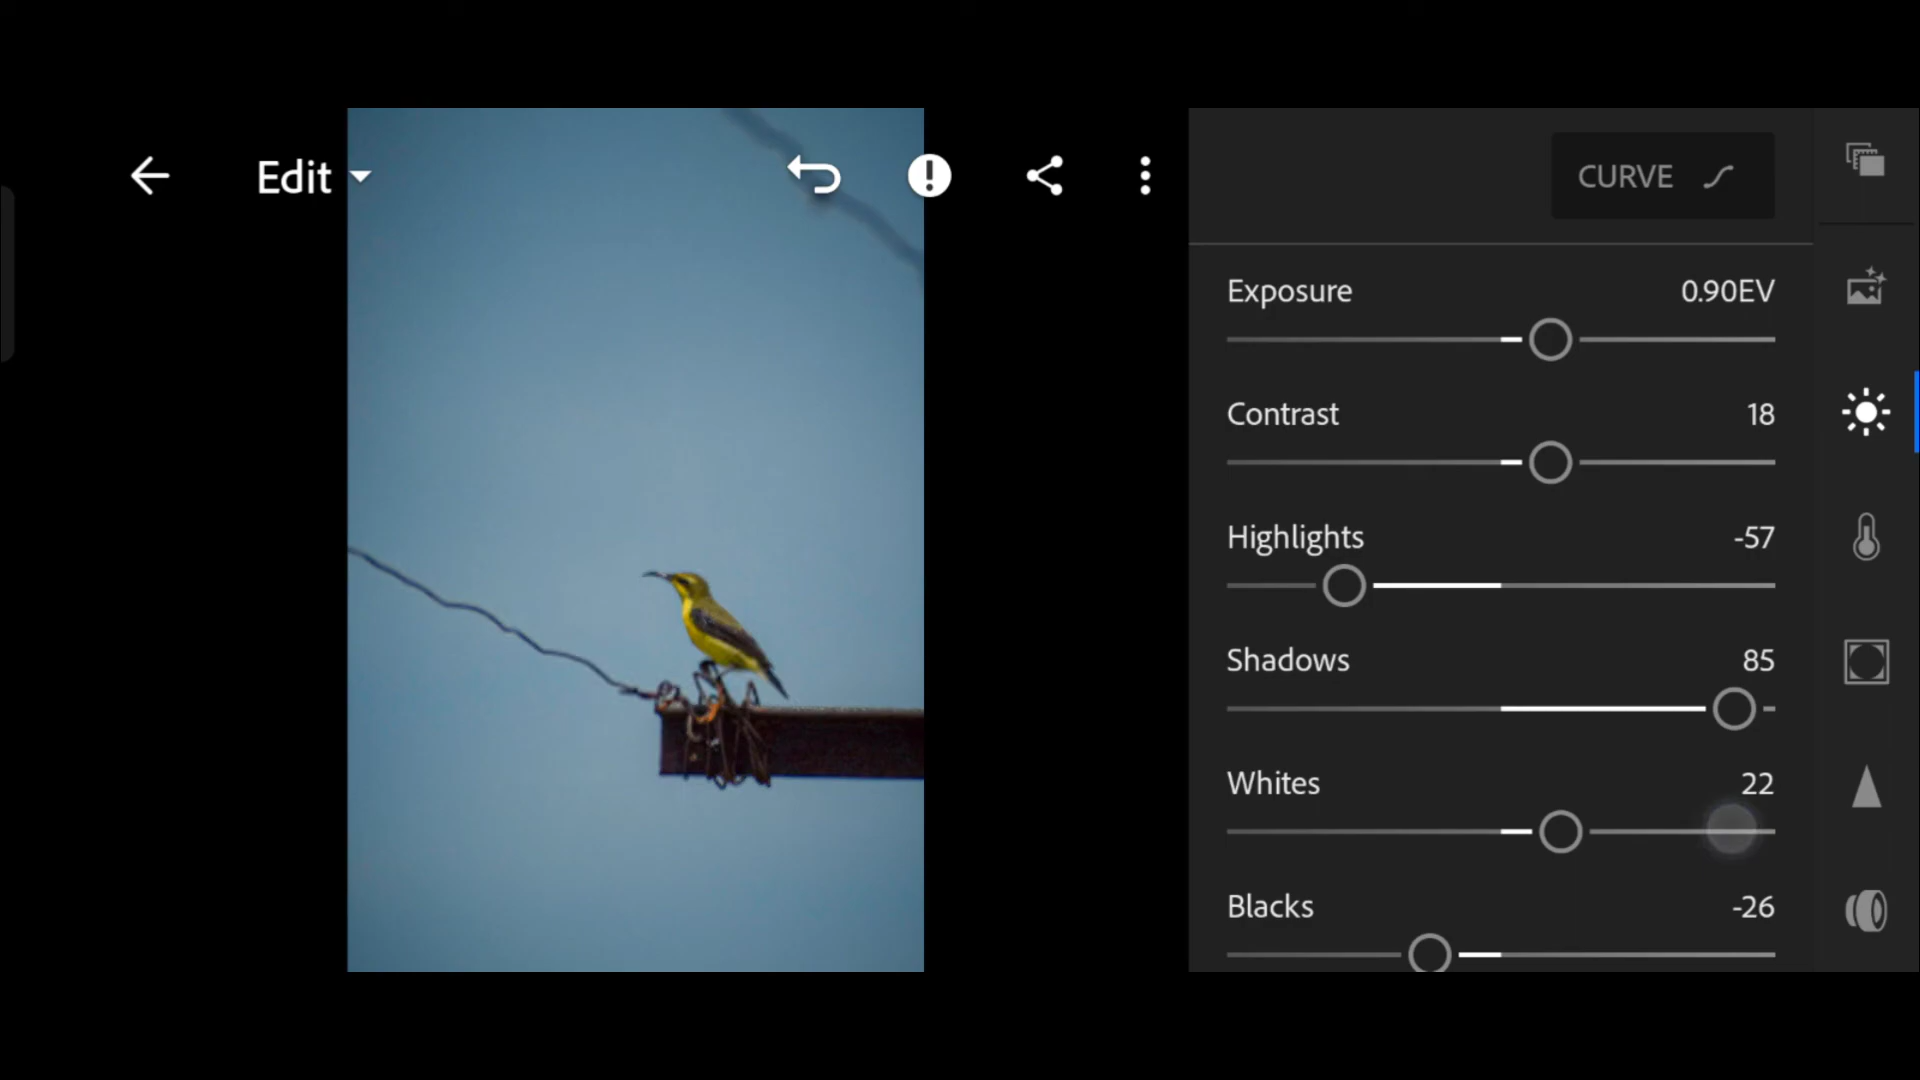 Edit
CURVE
Exposure 0.90EV
Contrast 18
Highlights -57
Shadows 85
Whites 22
Blacks -26